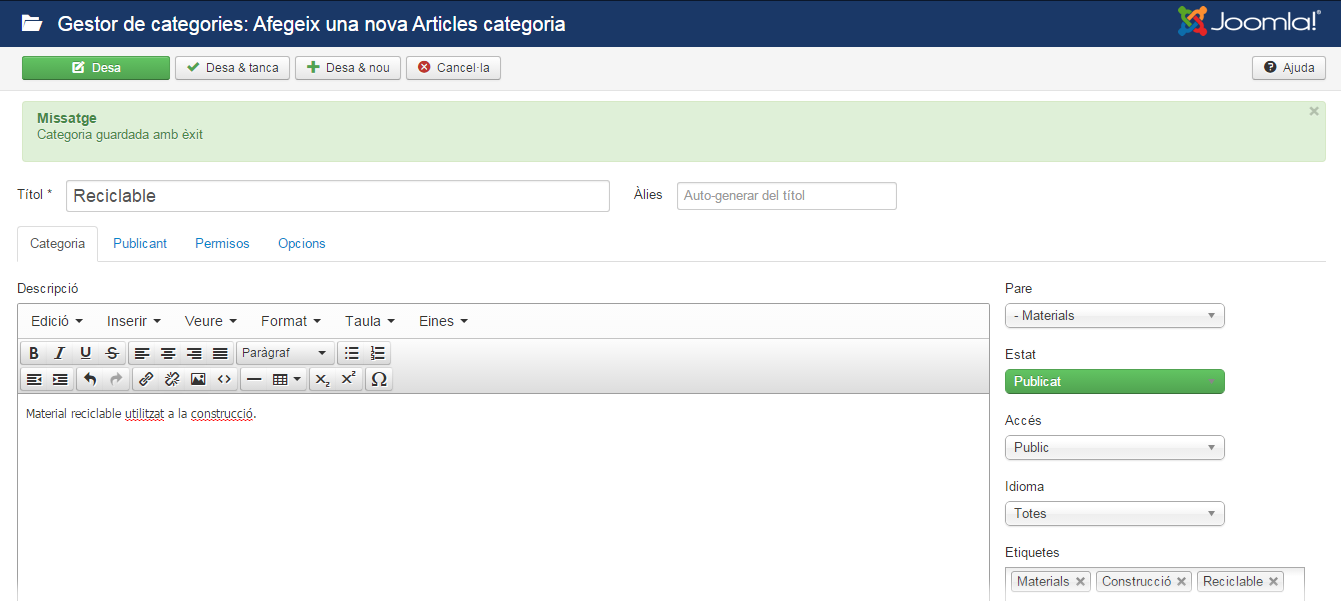 Gestor de categories: Afegeix una nova Articles categoria
Joomla!®
Desa
Desa & tanca
Desa & nou
Cancel·la
Ajuda
Missatge
Categoria guardada amb èxit
Títol *
Reciclable
Àlies
Auto-generar del títol
Categoria
Publicant
Permisos
Opcions
Descripció
Edició
Inserir
Veure
Format
Taula
Eines
Paràgraf
Material reciclable utilitzat a la construcció.
Pare
- Materials
Estat
Publicat
Accés
Public
Idioma
Totes
Etiquetes
Materials
Construcció
Reciclable